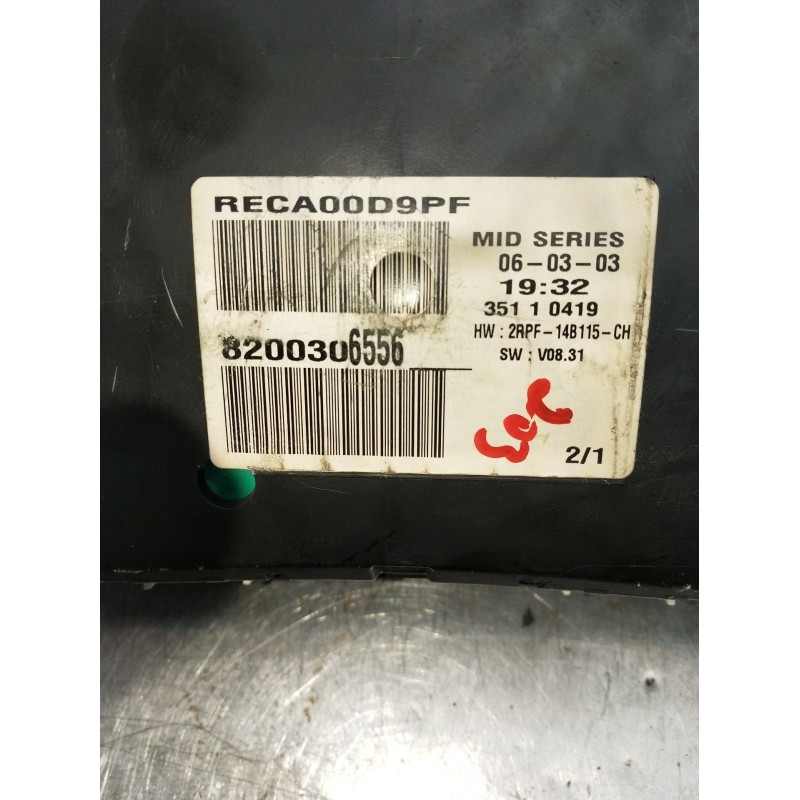 RECA00D9PF
MID SERIES
06-03-03
19:32
351 1 0419
HW : 2RPF-14B115-CH
8200306556
SW : V08.31
2/1